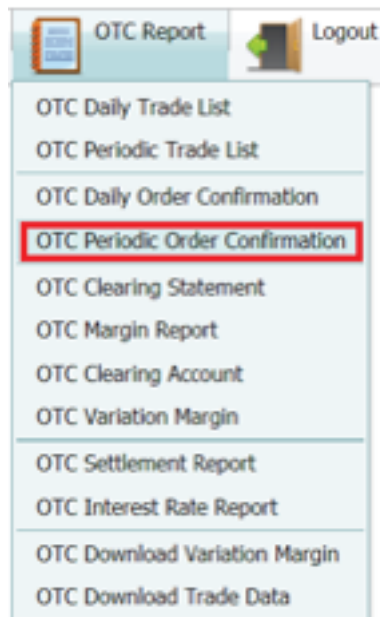 OTC Report Logout
OTC Daily Trade List
OTC Periodic Trade List
OTC Daily Order Confirmation
OTC Periodic Order Confirmation
OTC Clearing Statement
OTC Margin Report
OTC Clearing Account
OTC Variation Margin
OTC Settlement Report
OTC Interest Rate Report
OTC Download Variation Margin
OTC Download Trade Data